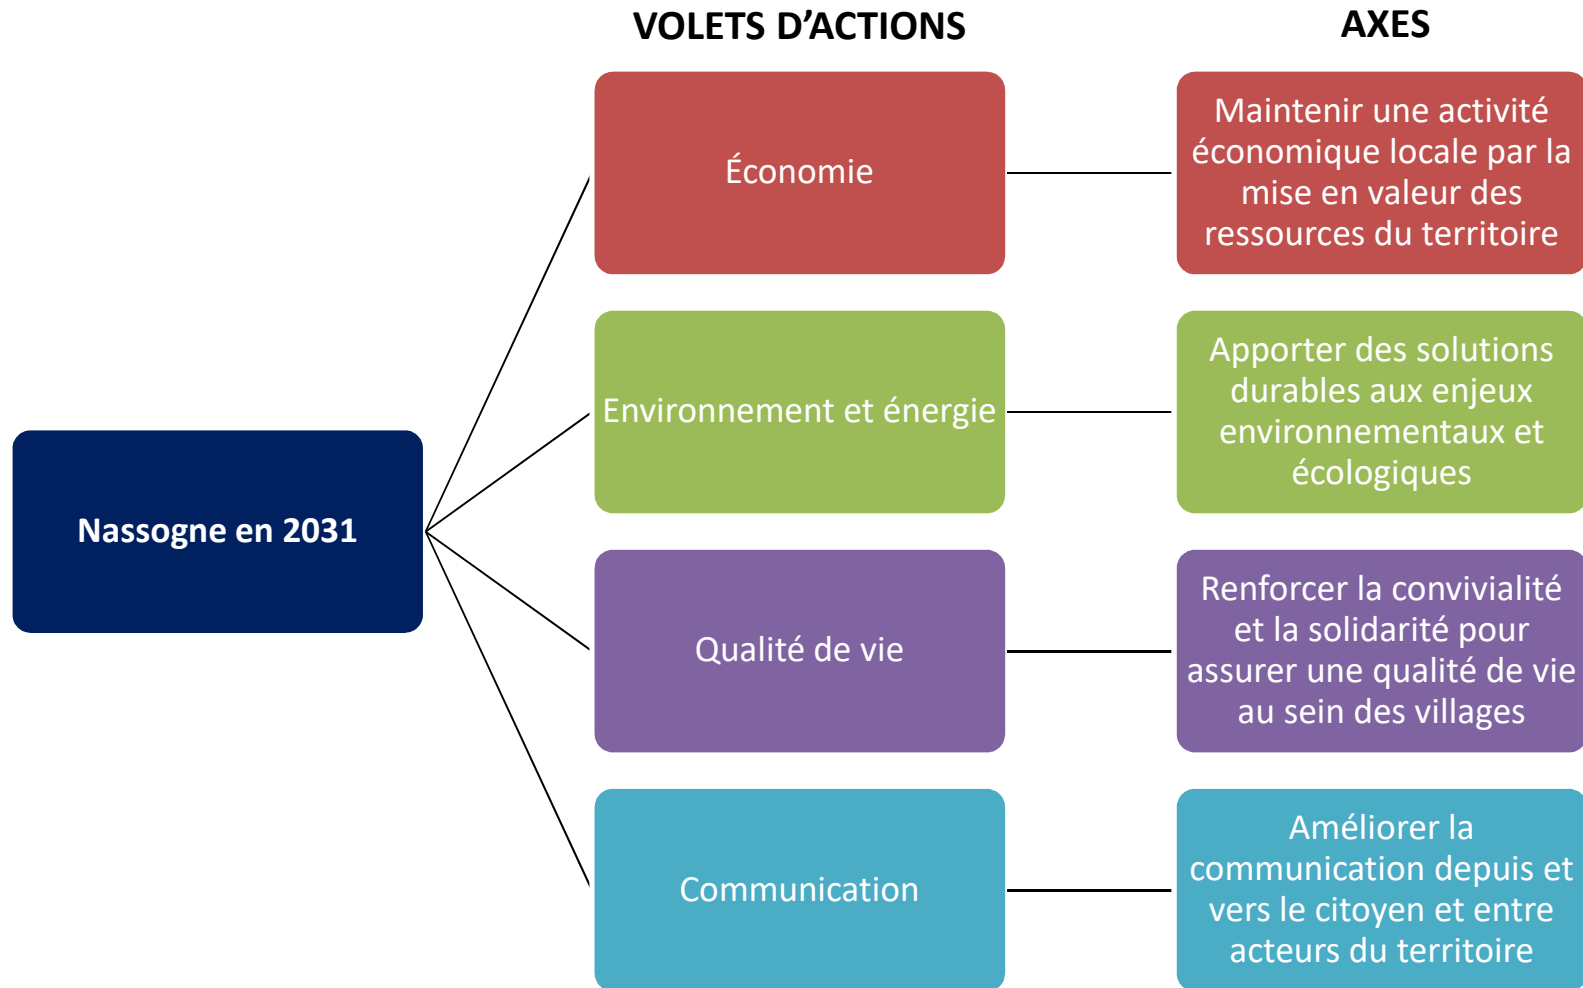 VOLETS D’ACTIONS
AXES
Économie
Maintenir une activité
économique locale par la
mise en valeur des
ressources du territoire
Environnement et énergie
Apporter des solutions
durables aux enjeux
environnementaux et
écologiques
Nassogne en 2031
Qualité de vie
Renforcer la convivialité
et la solidarité pour
assurer une qualité de vie
au sein des villages
Communication
Améliorer la
communication depuis et
vers le citoyen et entre
acteurs du territoire